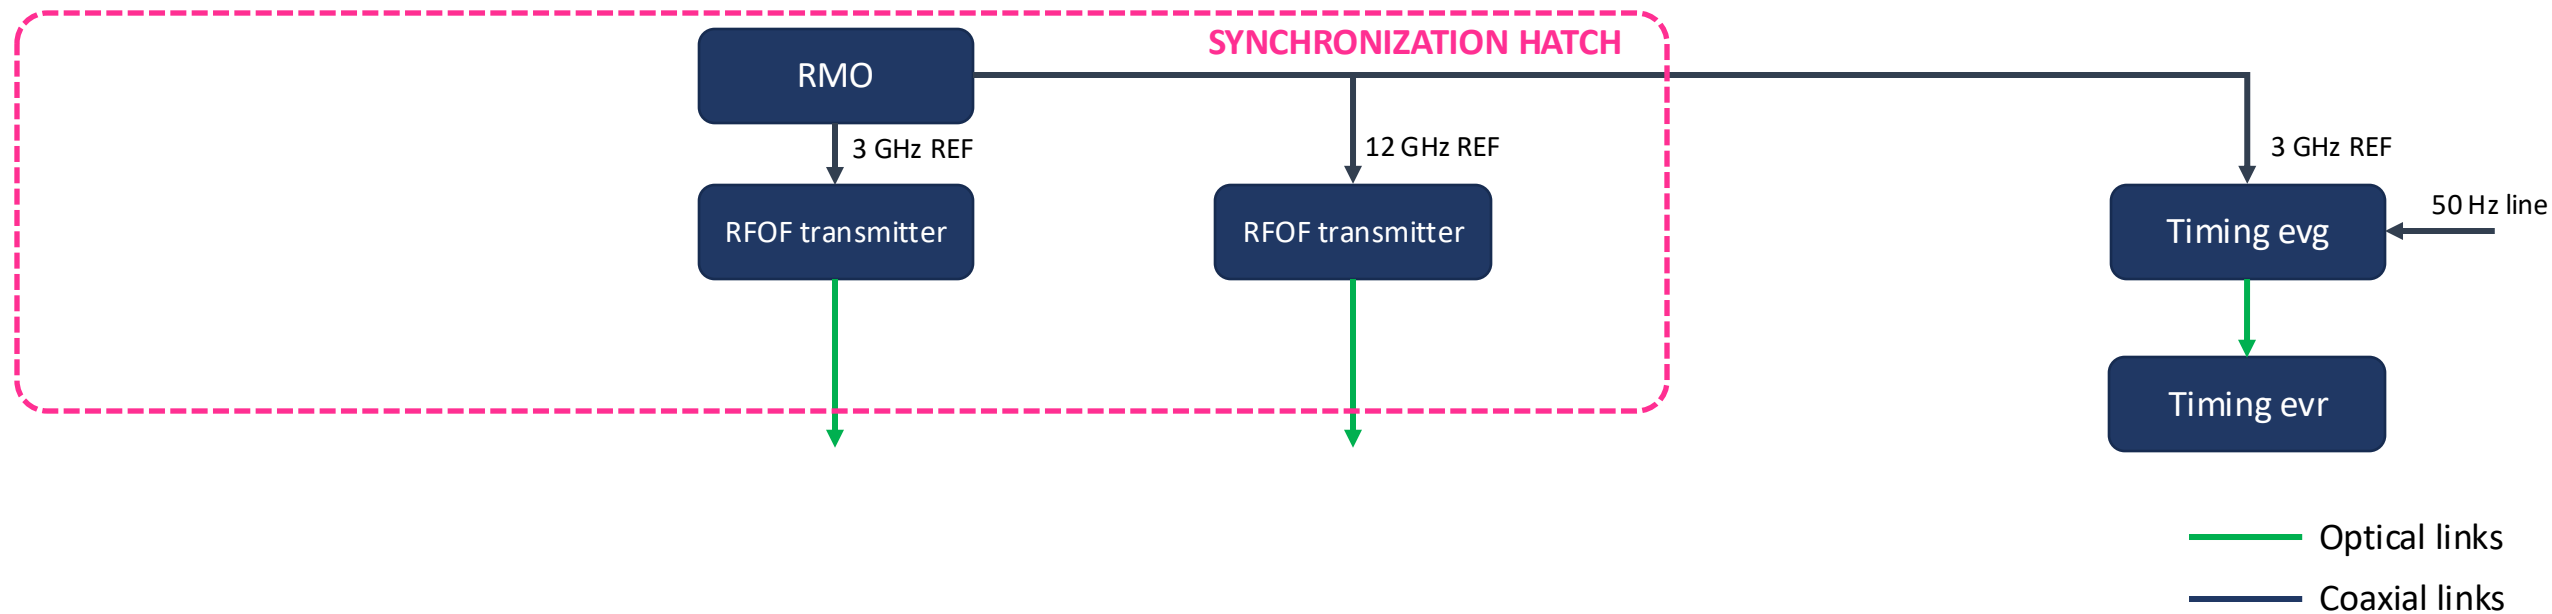 SYNCHRONIZATION HATCH
RMO
3 GHz REF
12 GHz REF
3 GHz REF
RFOF transmitter
RFOF transmitter
Timing evg
50 Hz line
Timing evr
Optical links
Coaxial links